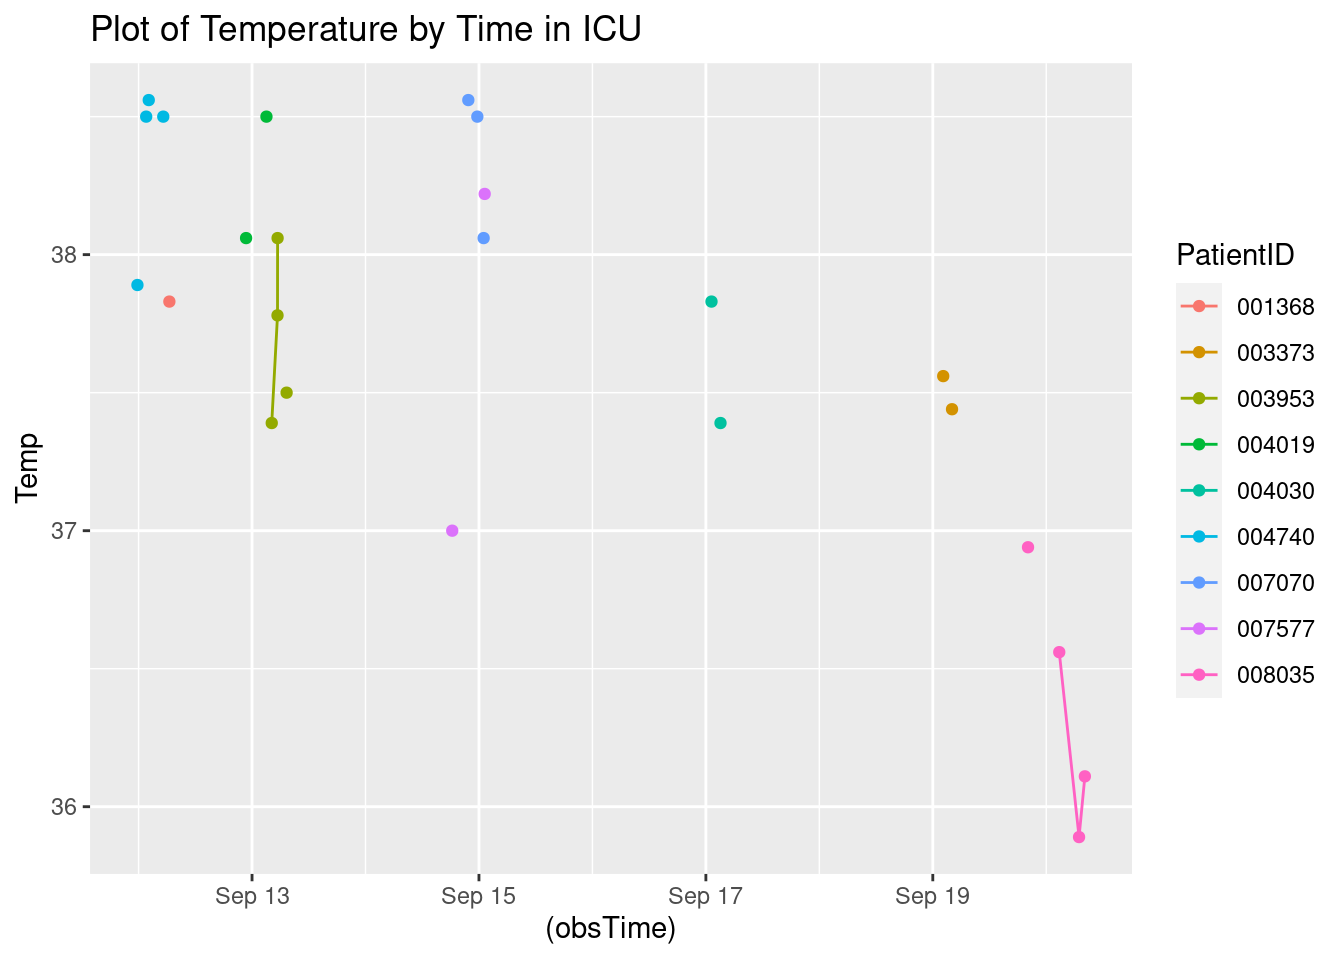 Plot of Temperature by Time in ICU
38
37
36
Temp
Sep 13
Sep 15
Sep 17
Sep 19
(obsTime)
PatientID
001368
003373
003953
004019
004030
004740
007070
007577
008035